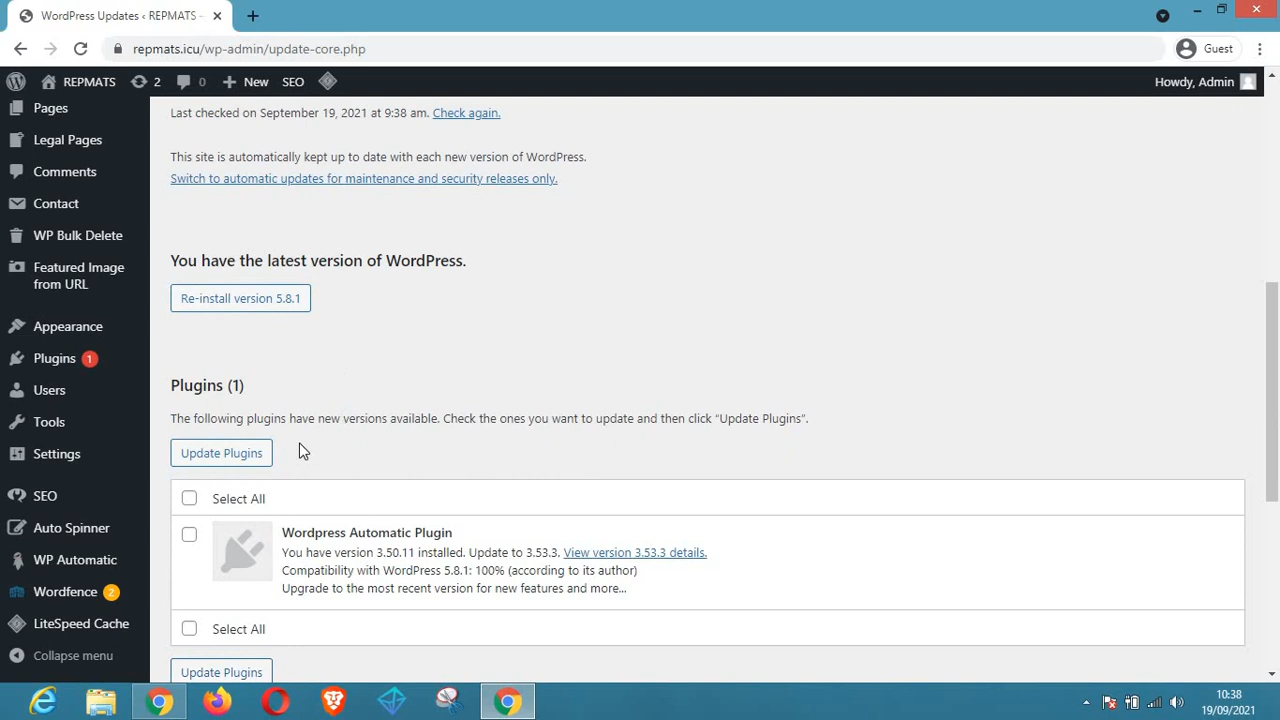 WordPress Updates ‹ REPMATS –
repmats.icu/wp-admin/update-core.php
Guest
REPMATS
2
0
New
SEO
Howdy, Admin
Pages
Legal Pages
Comments
Contact
WP Bulk Delete
Featured Image
from URL
Appearance
Plugins 1
Users
Tools
Settings
SEO
Auto Spinner
WP Automatic
Wordfence 2
LiteSpeed Cache
Collapse menu
Last checked on September 19, 2021 at 9:38 am. Check again.
This site is automatically kept up to date with each new version of WordPress.
Switch to automatic updates for maintenance and security releases only.
You have the latest version of WordPress.
Re-install version 5.8.1
Plugins (1)
The following plugins have new versions available. Check the ones you want to update and then click “Update Plugins”.
Update Plugins
Select All
Wordpress Automatic Plugin
You have version 3.50.11 installed. Update to 3.53.3. View version 3.53.3 details.
Compatibility with WordPress 5.8.1: 100% (according to its author)
Upgrade to the most recent version for new features and more...
Select All
Update Plugins
10:38
19/09/2021